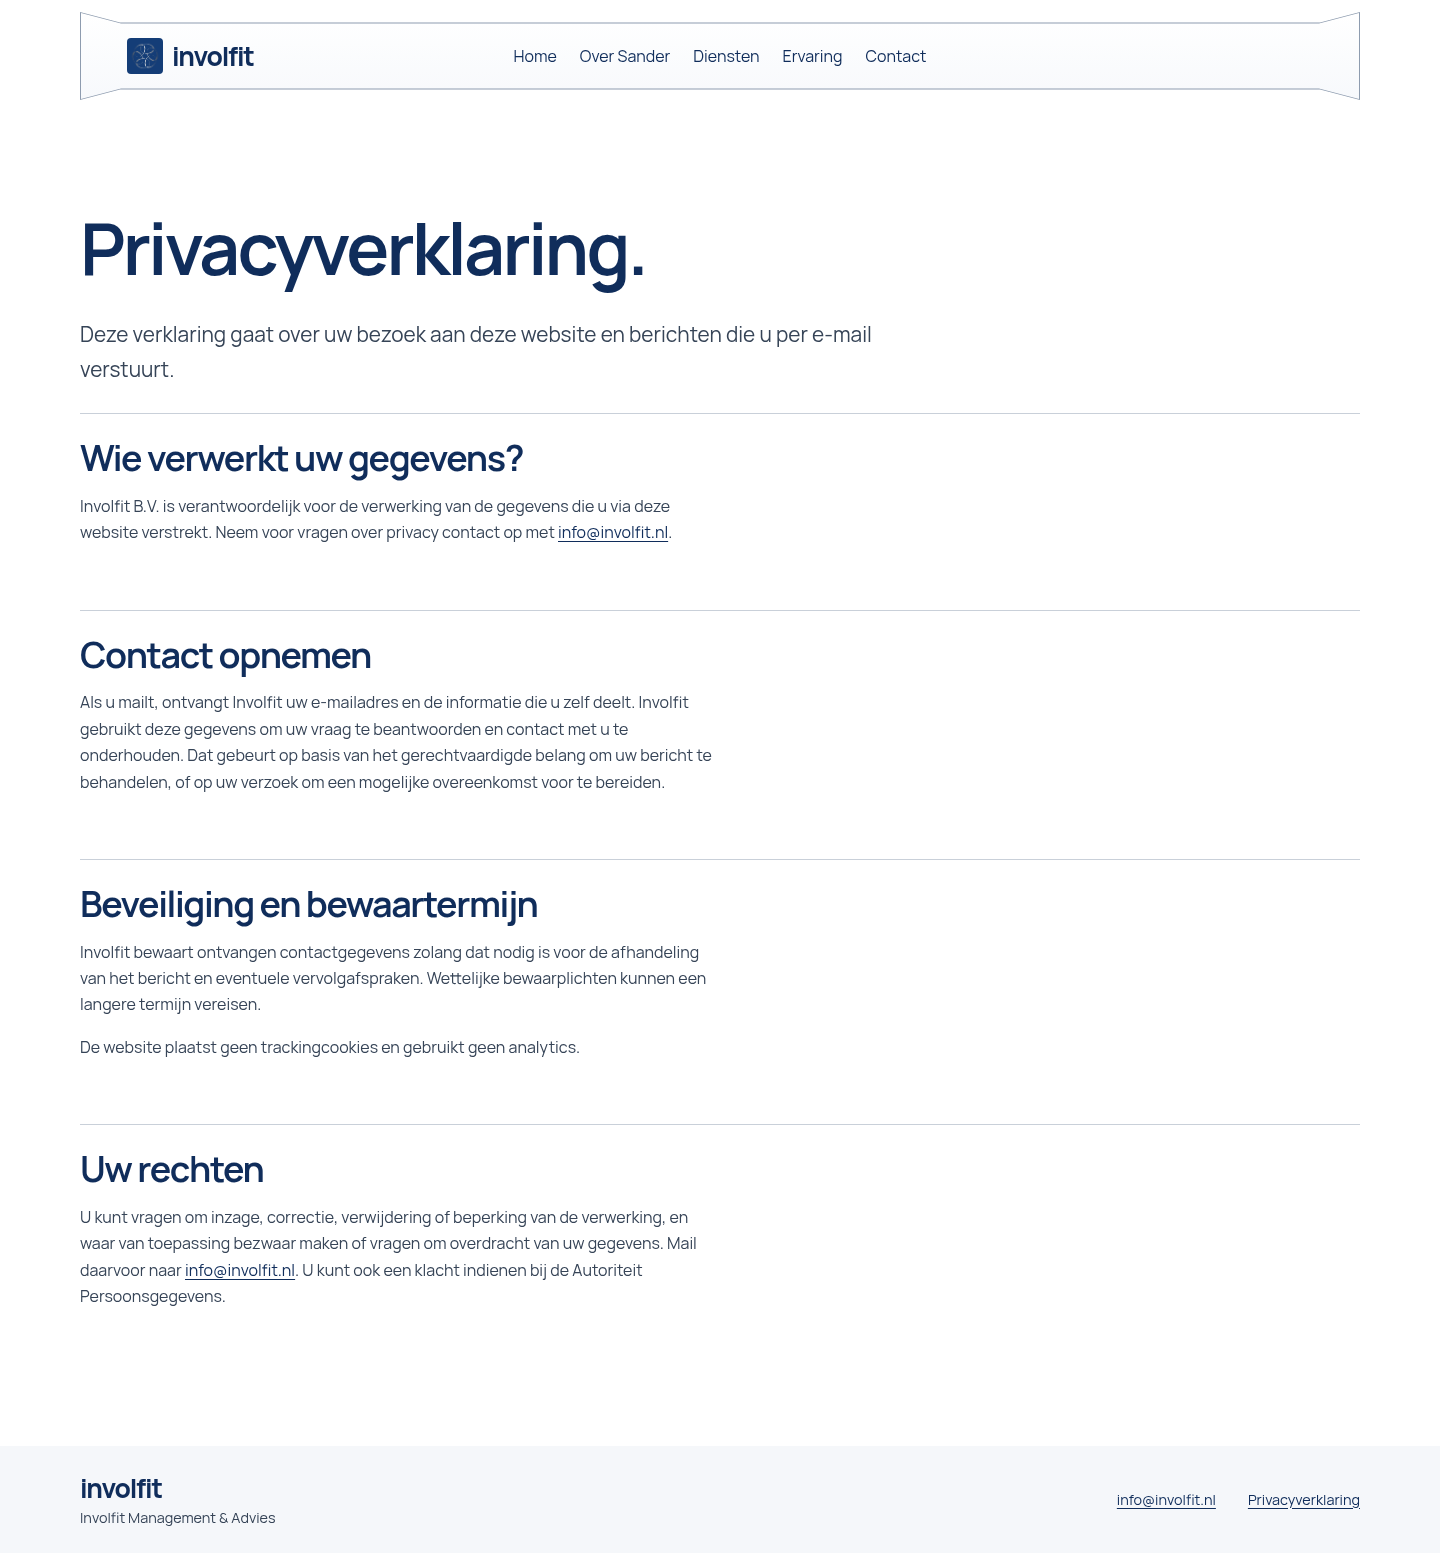 involfit
Home Over Sander Diensten Ervaring Contact
Privacyverklaring.
Deze verklaring gaat over uw bezoek aan deze website en berichten die u per e-mail
verstuurt.
Wie verwerkt uw gegevens?
Involfit B.V. is verantwoordelijk voor de verwerking van de gegevens die u via deze
website verstrekt. Neem voor vragen over privacy contact op met info@involfit.nl.
Contact opnemen
Als u mailt, ontvangt Involfit uw e-mailadres en de informatie die u zelf deelt. Involfit
gebruikt deze gegevens om uw vraag te beantwoorden en contact met u te
onderhouden. Dat gebeurt op basis van het gerechtvaardigde belang om uw bericht te
behandelen, of op uw verzoek om een mogelijke overeenkomst voor te bereiden.
Beveiliging en bewaartermijn
Involfit bewaart ontvangen contactgegevens zolang dat nodig is voor de afhandeling
van het bericht en eventuele vervolgafspraken. Wettelijke bewaarplichten kunnen een
langere termijn vereisen.
De website plaatst geen trackingcookies en gebruikt geen analytics.
Uw rechten
U kunt vragen om inzage, correctie, verwijdering of beperking van de verwerking, en
waar van toepassing bezwaar maken of vragen om overdracht van uw gegevens. Mail
daarvoor naar info@involfit.nl. U kunt ook een klacht indienen bij de Autoriteit
Persoonsgegevens.
involfit
Involfit Management & Advies
info@involfit.nl Privacyverklaring